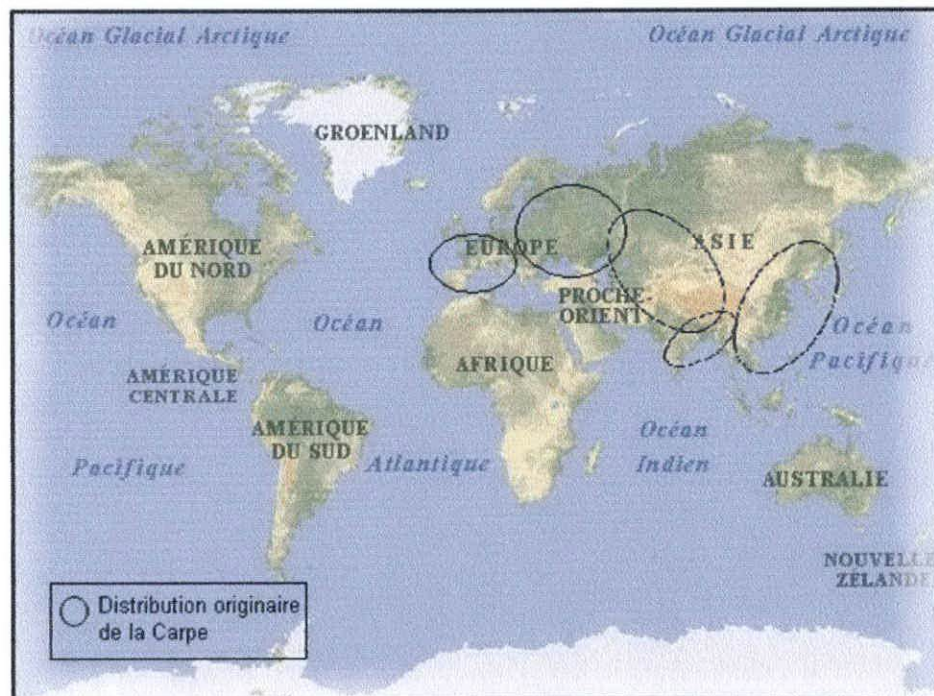 Océan Glacial Arctique
Océan Glacial Arctique
GROENLAND
AMÉRIQUE
DU NORD
EUROPE
ASIE
PROCHE-
ORIENT
Océan
Océan
Océan
Pacifique
AFRIQUE
AMÉRIQUE
CENTRALE
AMÉRIQUE
DU SUD
Océan
Indien
Pacifique
Atlantique
AUSTRALIE
NOUVELLE
ZÉLANDE
Distribution originaire
de la Carpe